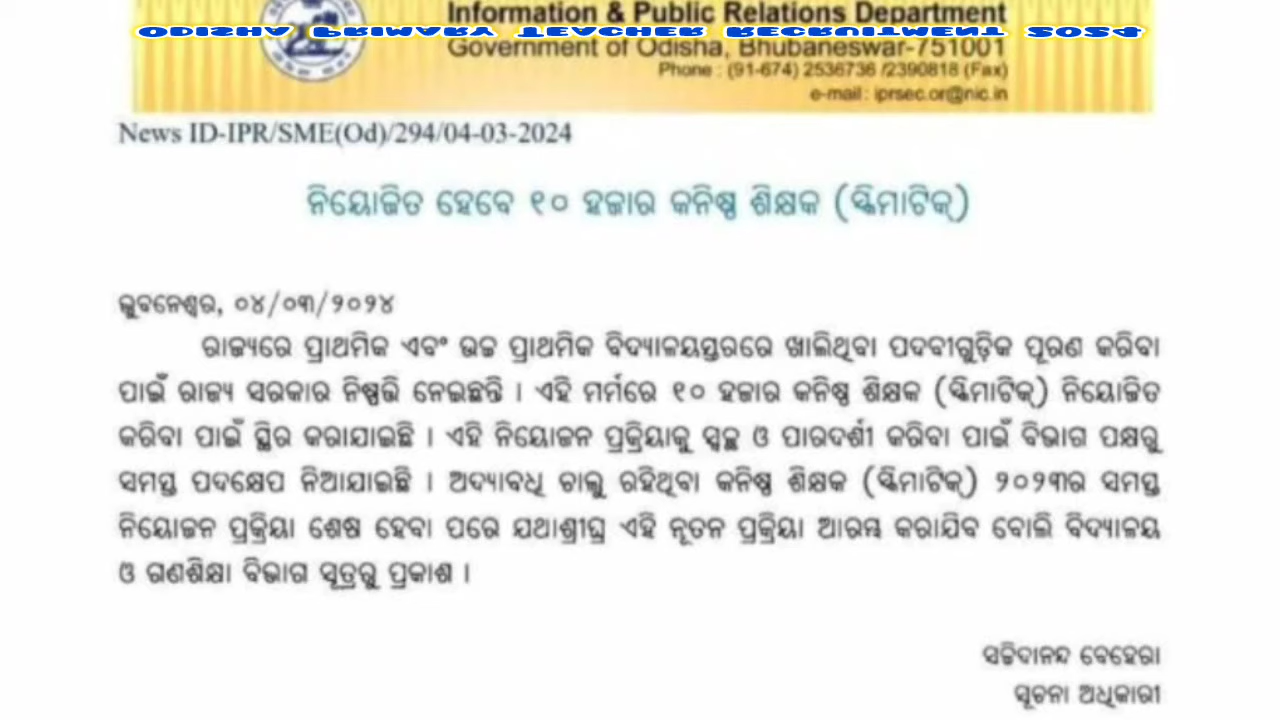 Information & Public Relations Department
ODISHA PRIMARY TEACHER RECRUITMENT 2024
Government of Odisha, Bhubaneswar-751001
Phone : (91-674) 2536736 /2390818 (Fax)
e-mail : iprsec.or@nic.in
News ID-IPR/SME(Od)/294/04-03-2024
ନିୟୋଜିତ ହେବେ ୧୦ ହଜାର କନିଷ୍ଠ ଶିକ୍ଷକ (ସ୍କିମାଟିକ୍)
ଭୁବନେଶ୍ୱର, ୦୪/୦୩/୨୦୨୪
ରାଜ୍ୟରେ ପ୍ରାଥମିକ ଏବଂ ଉଚ୍ଚ ପ୍ରାଥମିକ ବିଦ୍ୟାଳୟସ୍ତରରେ ଖାଲିଥିବା ପଦବୀଗୁଡ଼ିକ ପୂରଣ କରିବା
ପାଇଁ ରାଜ୍ୟ ସରକାର ନିଷ୍ପତ୍ତି ନେଇଛନ୍ତି । ଏହି ମର୍ମରେ ୧୦ ହଜାର କନିଷ୍ଠ ଶିକ୍ଷକ (ସ୍କିମାଟିକ୍) ନିୟୋଜିତ
କରିବା ପାଇଁ ସ୍ଥିର କରାଯାଇଛି । ଏହି ନିୟୋଜନ ପ୍ରକ୍ରିୟାକୁ ସ୍ୱଚ୍ଛ ଓ ପାରଦର୍ଶୀ କରିବା ପାଇଁ ବିଭାଗ ପକ୍ଷରୁ
ସମସ୍ତ ପଦକ୍ଷେପ ନିଆଯାଇଛି । ଅଦ୍ୟାବଧି ଚାଲୁ ରହିଥିବା କନିଷ୍ଠ ଶିକ୍ଷକ (ସ୍କିମାଟିକ୍) ୨୦୨୩ର ସମସ୍ତ
ନିୟୋଜନ ପ୍ରକ୍ରିୟା ଶେଷ ହେବା ପରେ ଯଥାଶୀଘ୍ର ଏହି ନୂତନ ପ୍ରକ୍ରିୟା ଆରମ୍ଭ କରାଯିବ ବୋଲି ବିଦ୍ୟାଳୟ
ଓ ଗଣଶିକ୍ଷା ବିଭାଗ ସୂତ୍ରରୁ ପ୍ରକାଶ ।
ସଚ୍ଚିଦାନନ୍ଦ ବେହେରା
ସୂଚନା ଅଧିକାରୀ